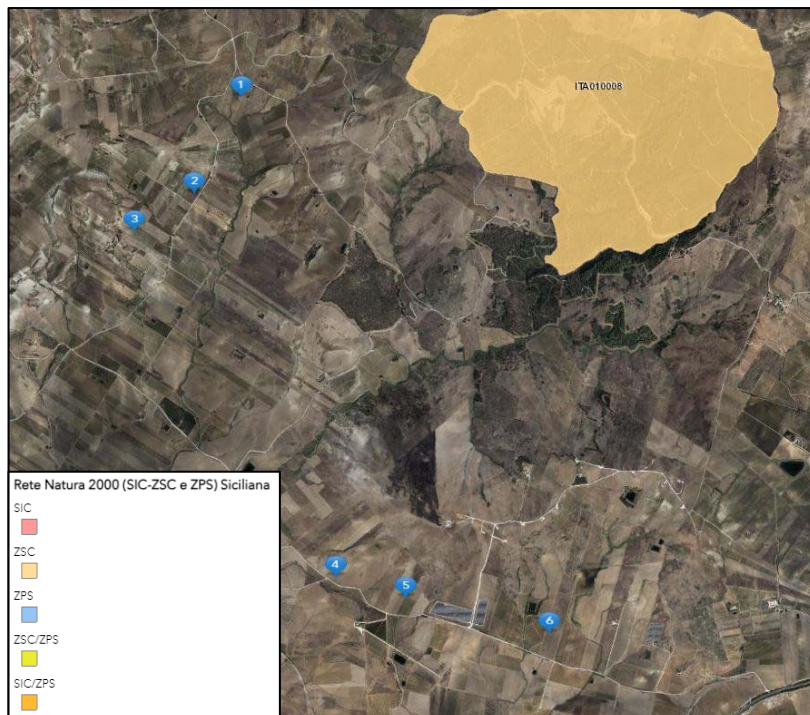 1
ITA010008
2
3
4
5
6
Rete Natura 2000 (SIC-ZSC e ZPS) Siciliana
SIC
ZSC
ZPS
ZSC/ZPS
SIC/ZPS